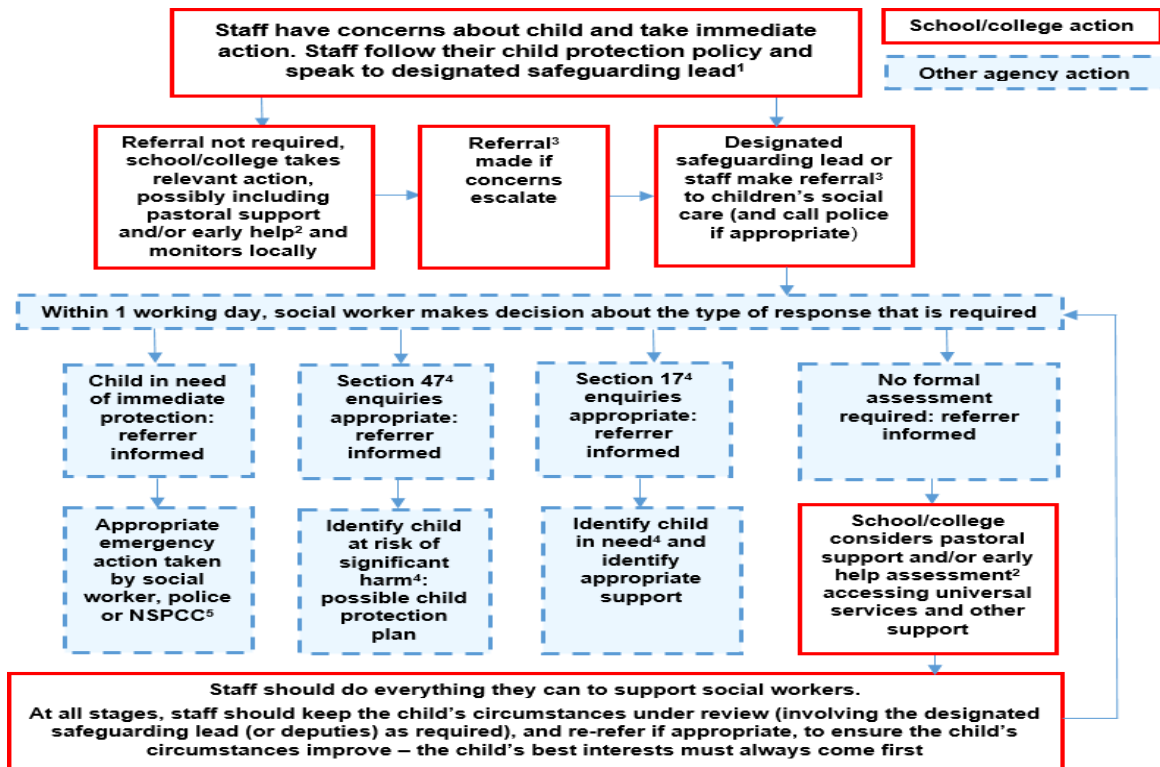 Staff have concerns about child and take immediate
action. Staff follow their child protection policy and
speak to designated safeguarding lead¹
School/college action
Other agency action
Referral not required,
school/college takes
relevant action,
possibly including
pastoral support
and/or early help² and
monitors locally
Referral³
made if
concerns
escalate
Designated
safeguarding lead or
staff make referral³
to children’s social
care (and call police
if appropriate)
Within 1 working day, social worker makes decision about the type of response that is required
Child in need
of immediate
protection:
referrer
informed
Section 47⁴
enquiries
appropriate:
referrer
informed
Section 17⁴
enquiries
appropriate:
referrer
informed
No formal
assessment
required: referrer
informed
Appropriate
emergency
action taken
by social
worker, police
or NSPCC⁵
Identify child
at risk of
significant
harm⁴:
possible child
protection
plan
Identify child
in need⁴ and
identify
appropriate
support
School/college
considers pastoral
support and/or early
help assessment²
accessing universal
services and other
support
Staff should do everything they can to support social workers.
At all stages, staff should keep the child’s circumstances under review (involving the designated
safeguarding lead (or deputies) as required), and re-refer if appropriate, to ensure the child’s
circumstances improve – the child’s best interests must always come first